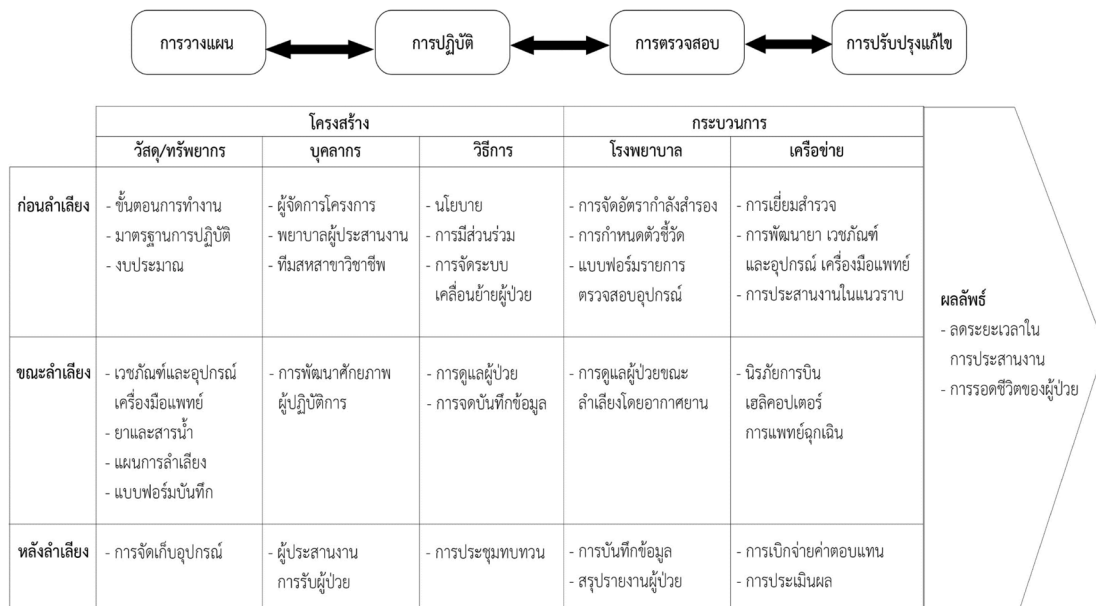 การวางแผน
การปฏิบัติ
การตรวจสอบ
การปรับปรุงแก้ไข
โครงสร้าง
กระบวนการ
วัสดุ/ทรัพยากร
บุคลากร
วิธีการ
โรงพยาบาล
เครือข่าย
ก่อนลำเลียง
- ขั้นตอนการทำงาน
- มาตรฐานการปฏิบัติ
- งบประมาณ
- ผู้จัดการโครงการ
- พยาบาลผู้ประสานงาน
- ทีมสหสาขาวิชาชีพ
- นโยบาย
- การมีส่วนร่วม
- การจัดระบบ
เคลื่อนย้ายผู้ป่วย
- การจัดอัตรากำลังสำรอง
- การกำหนดตัวชี้วัด
- แบบฟอร์มรายการ
ตรวจสอบอุปกรณ์
- การเยี่ยมสำรวจ
- การพัฒนายา เวชภัณฑ์
และอุปกรณ์ เครื่องมือแพทย์
- การประสานงานในแนวราบ
ขณะลำเลียง
- เวชภัณฑ์และอุปกรณ์
เครื่องมือแพทย์
- ยาและสารน้ำ
- แผนการลำเลียง
- แบบฟอร์มบันทึก
- การพัฒนาศักยภาพ
ผู้ปฏิบัติการ
- การดูแลผู้ป่วย
- การจดบันทึกข้อมูล
- การดูแลผู้ป่วยขณะ
ลำเลียงโดยอากาศยาน
- นิรภัยการบิน
เฮลิคอปเตอร์
การแพทย์ฉุกเฉิน
หลังลำเลียง
- การจัดเก็บอุปกรณ์
- ผู้ประสานงาน
การรับผู้ป่วย
- การประชุมทบทวน
- การบันทึกข้อมูล
- สรุปรายงานผู้ป่วย
- การเบิกจ่ายค่าตอบแทน
- การประเมินผล
ผลลัพธ์
- ลดระยะเวลาใน
การประสานงาน
- การรอดชีวิตของผู้ป่วย